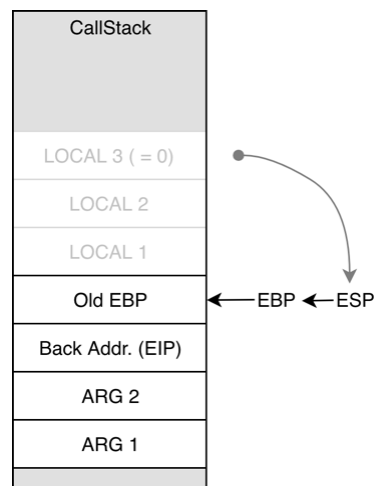 CallStack
LOCAL 3 ( = 0)
LOCAL 2
LOCAL 1
Old EBP EBP ESP
Back Addr. (EIP)
ARG 2
ARG 1